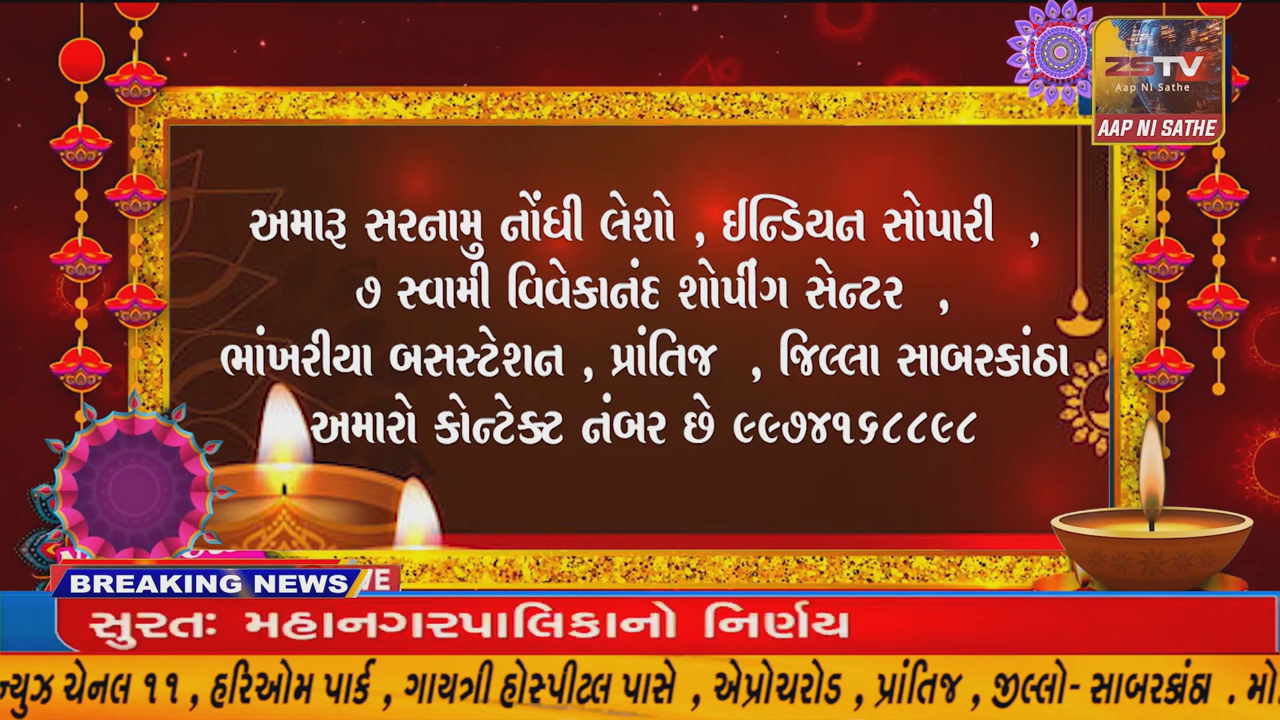 ZSTV
Aap Ni Sathe
AAP NI SATHE
અમારૂ સરનામુ નોંધી લેશો , ઈન્ડિયન સોપારી ,
૭ સ્વામી વિવેકાનંદ શોપીંગ સેન્ટર ,
ભાંખરીયા બસસ્ટેશન , પ્રાંતિજ , જિલ્લા સાબરકાંઠા
અમારો કોન્ટેક્ટ નંબર છે ૯૯૭૪૧૬૮૮૯૮
BREAKING NEWS
સુરતઃ મહાનગરપાલિકાનો નિર્ણય
ન્યુઝ ચેનલ ૧૧ , હરિઓમ પાર્ક , ગાયત્રી હોસ્પીટલ પાસે , એપ્રોચરોડ , પ્રાંતિજ , જીલ્લો- સાબરકાંઠા . મો